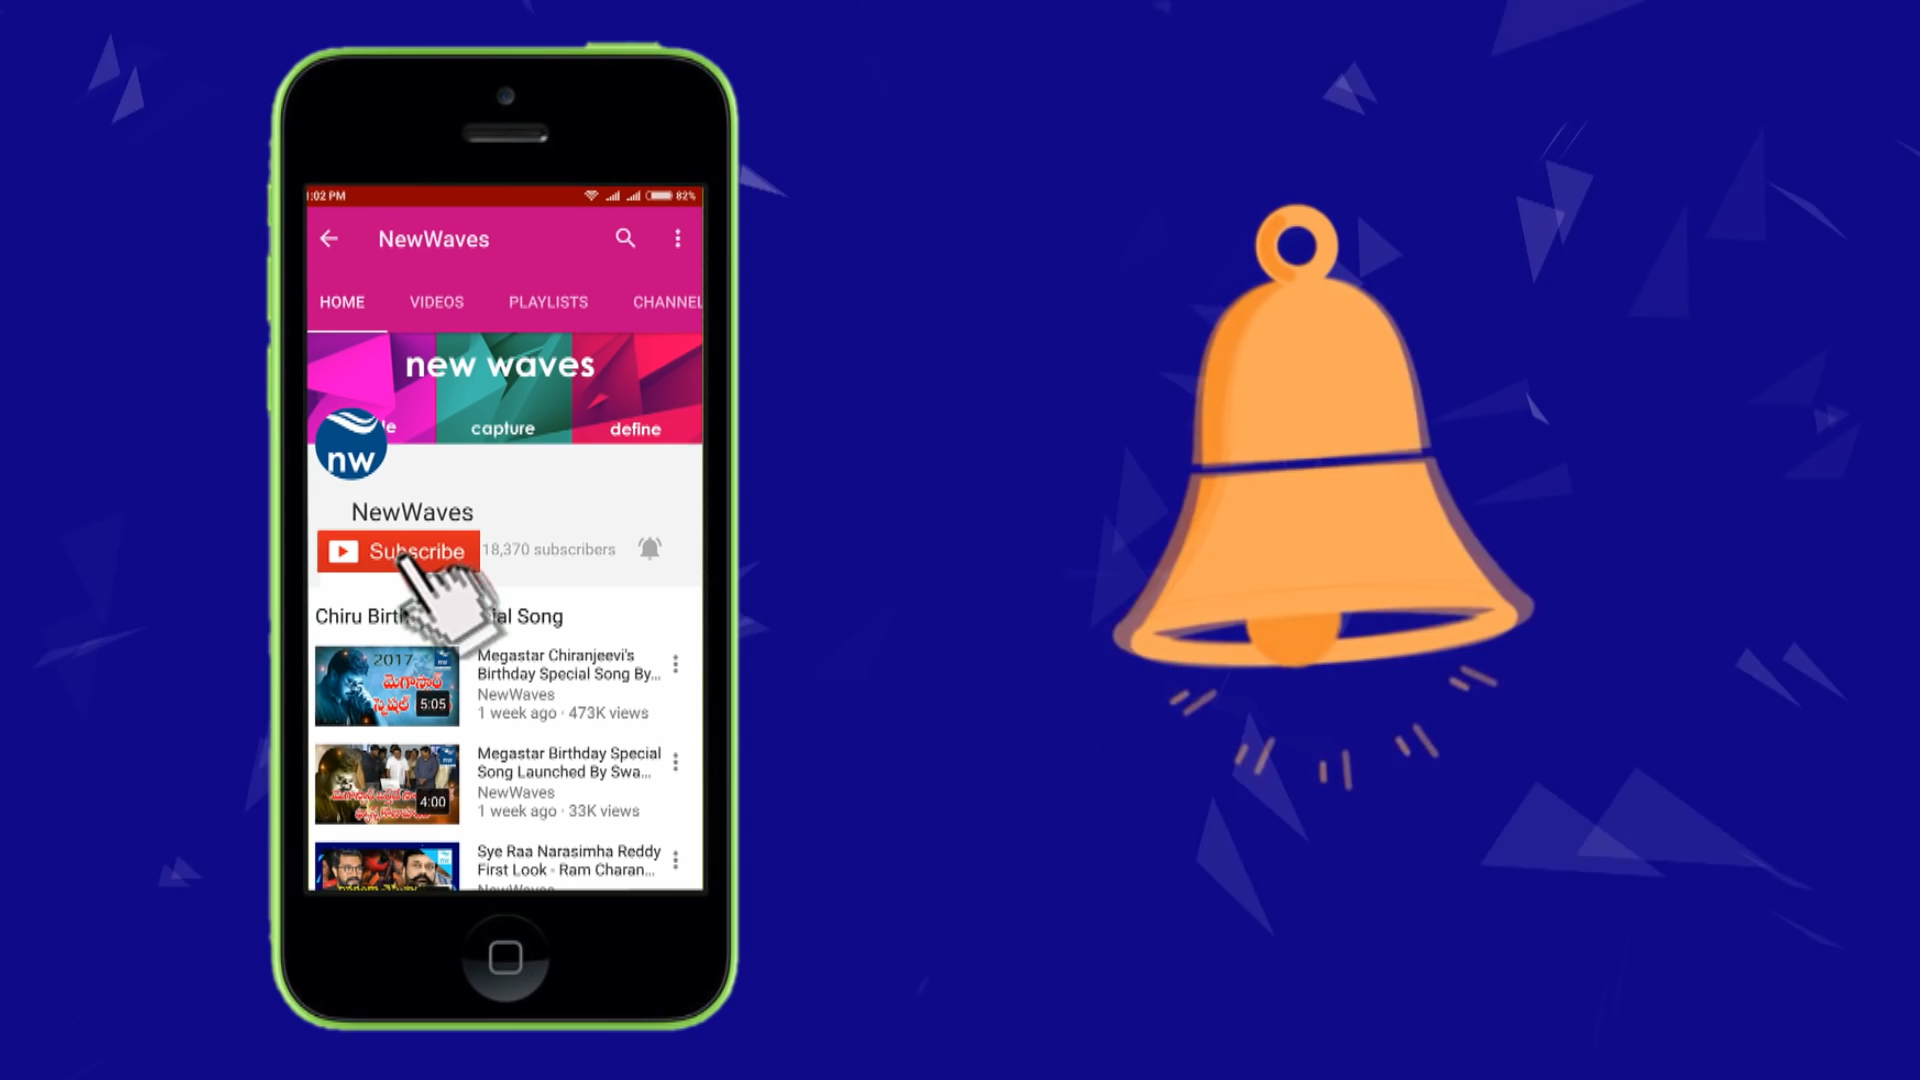 1:02 PM
82%
NewWaves
HOME VIDEOS PLAYLISTS CHANNEL
new waves
capture define
nw
NewWaves
Subscribe 18,370 subscribers
Chiru Birth al Song
2017
మెగాస్టార్
స్పెషల్
5:05
Megastar Chiranjeevi's
Birthday Special Song By...
NewWaves
1 week ago · 473K views
4:00
Megastar Birthday Special
Song Launched By Swa...
NewWaves
1 week ago · 33K views
Sye Raa Narasimha Reddy
First Look - Ram Charan...
NewWaves